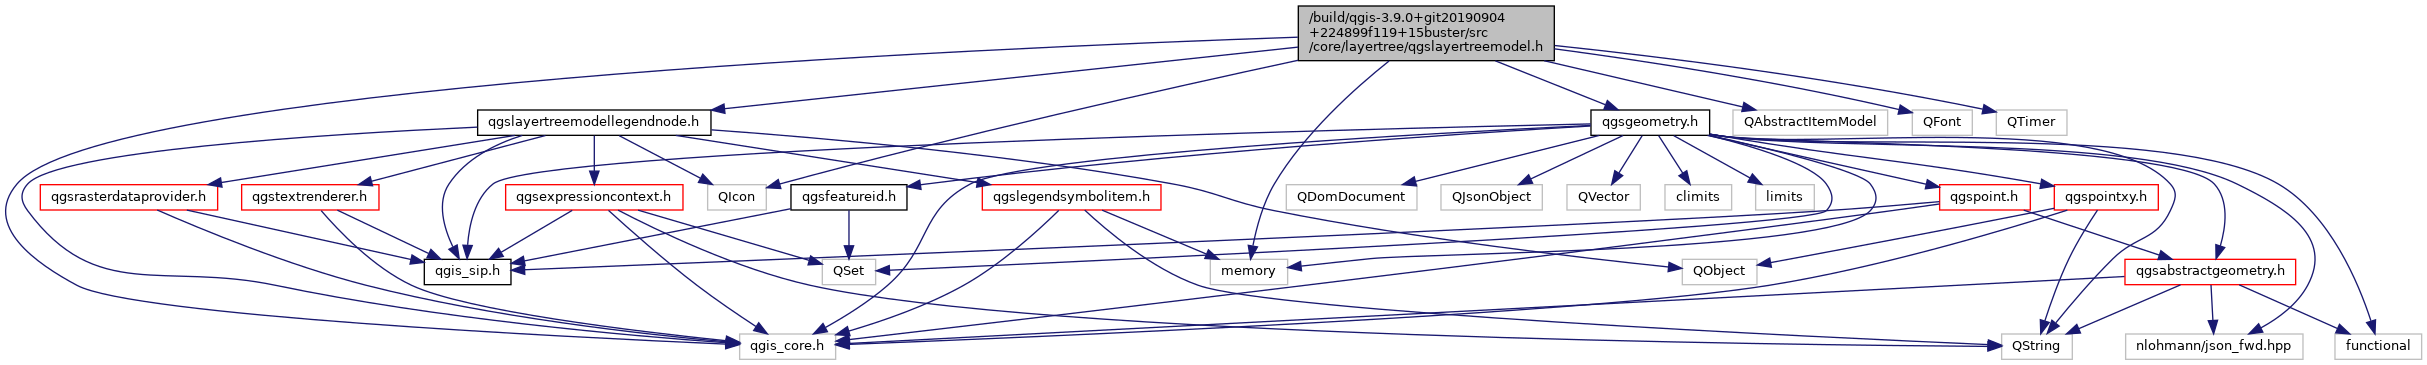 /build/qgis-3.9.0+git20190904
+224899f119+15buster/src
/core/layertree/qgslayertreemodel.h
qgslayertreemodellegendnode.h
qgsgeometry.h
QAbstractItemModel
QFont
QTimer
qgsrasterdataprovider.h
qgstextrenderer.h
qgsexpressioncontext.h
QIcon
qgsfeatureid.h
qgslegendsymbolitem.h
QDomDocument
QJsonObject
QVector
climits
limits
qgspoint.h
qgspointxy.h
qgis_sip.h
QSet
memory
QObject
qgsabstractgeometry.h
qgis_core.h
QString
nlohmann/json_fwd.hpp
functional